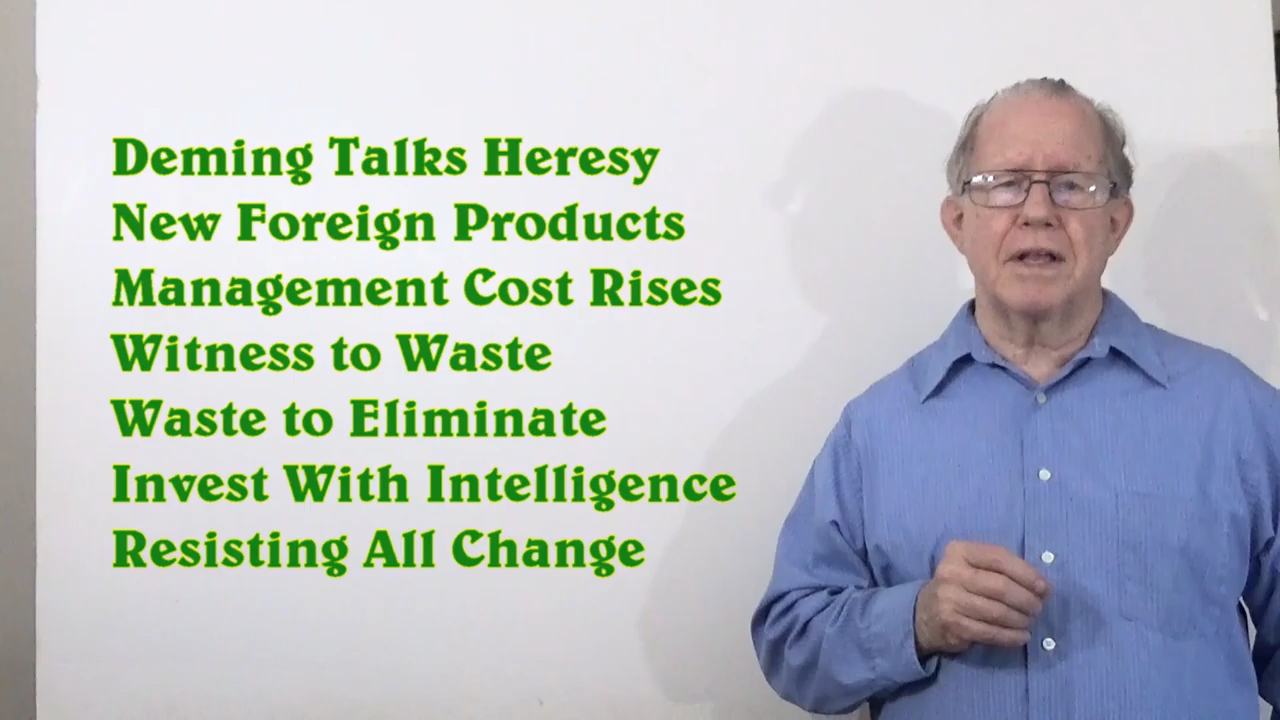 Deming Talks Heresy
New Foreign Products
Management Cost Rises
Witness to Waste
Waste to Eliminate
Invest With Intelligence
Resisting All Change